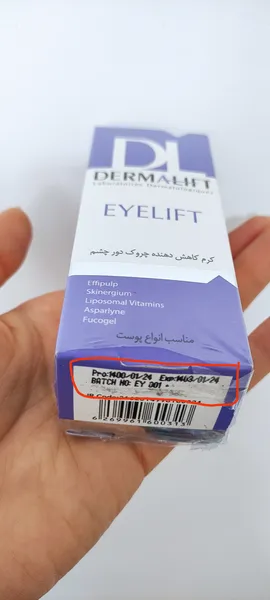 DL
DERMALIFT
Laboratoires Dermatologiques
EYELIFT
کرم کاهش دهنده چروک دور چشم
Effipulp
Skinergium
Liposomal Vitamins
Asparlyne
Fucogel
مناسب انواع پوست
Pro:1400/01/24 Exp:1403/01/24
BATCH NO: EY 001
6269961600313